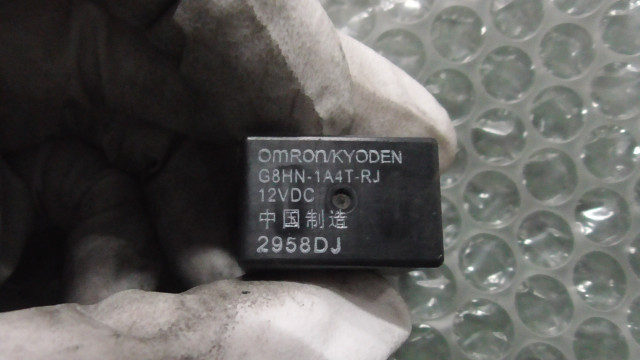 OMRON/KYODEN
G8HN-1A4T-RJ
12VDC
中国制造
2958DJ